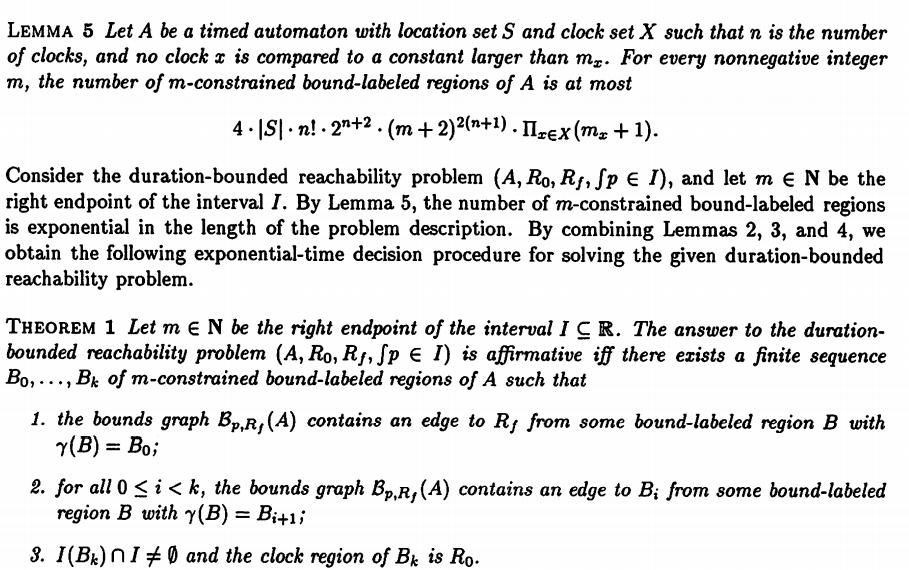 LEMMA 5 Let A be a timed automaton with location set S and clock set X such that n is the number
of clocks, and no clock x is compared to a constant larger than mₓ. For every nonnegative integer
m, the number of m-constrained bound-labeled regions of A is at most
4 · |S| · n! · 2ⁿ⁺² · (m + 2)²⁽ⁿ⁺¹⁾ · Π_{x∈X}(mₓ + 1).
Consider the duration-bounded reachability problem (A, R₀, R_f, ∫p ∈ I), and let m ∈ N be the
right endpoint of the interval I. By Lemma 5, the number of m-constrained bound-labeled regions
is exponential in the length of the problem description. By combining Lemmas 2, 3, and 4, we
obtain the following exponential-time decision procedure for solving the given duration-bounded
reachability problem.
THEOREM 1 Let m ∈ N be the right endpoint of the interval I ⊆ ℝ. The answer to the duration-
bounded reachability problem (A, R₀, R_f, ∫p ∈ I) is affirmative iff there exists a finite sequence
B₀, ..., B_k of m-constrained bound-labeled regions of A such that
1. the bounds graph B_{p,R_f}(A) contains an edge to R_f from some bound-labeled region B with
γ(B) = B₀;
2. for all 0 ≤ i < k, the bounds graph B_{p,R_f}(A) contains an edge to B_i from some bound-labeled
region B with γ(B) = B_{i+1};
3. I(B_k) ∩ I ≠ ∅ and the clock region of B_k is R₀.